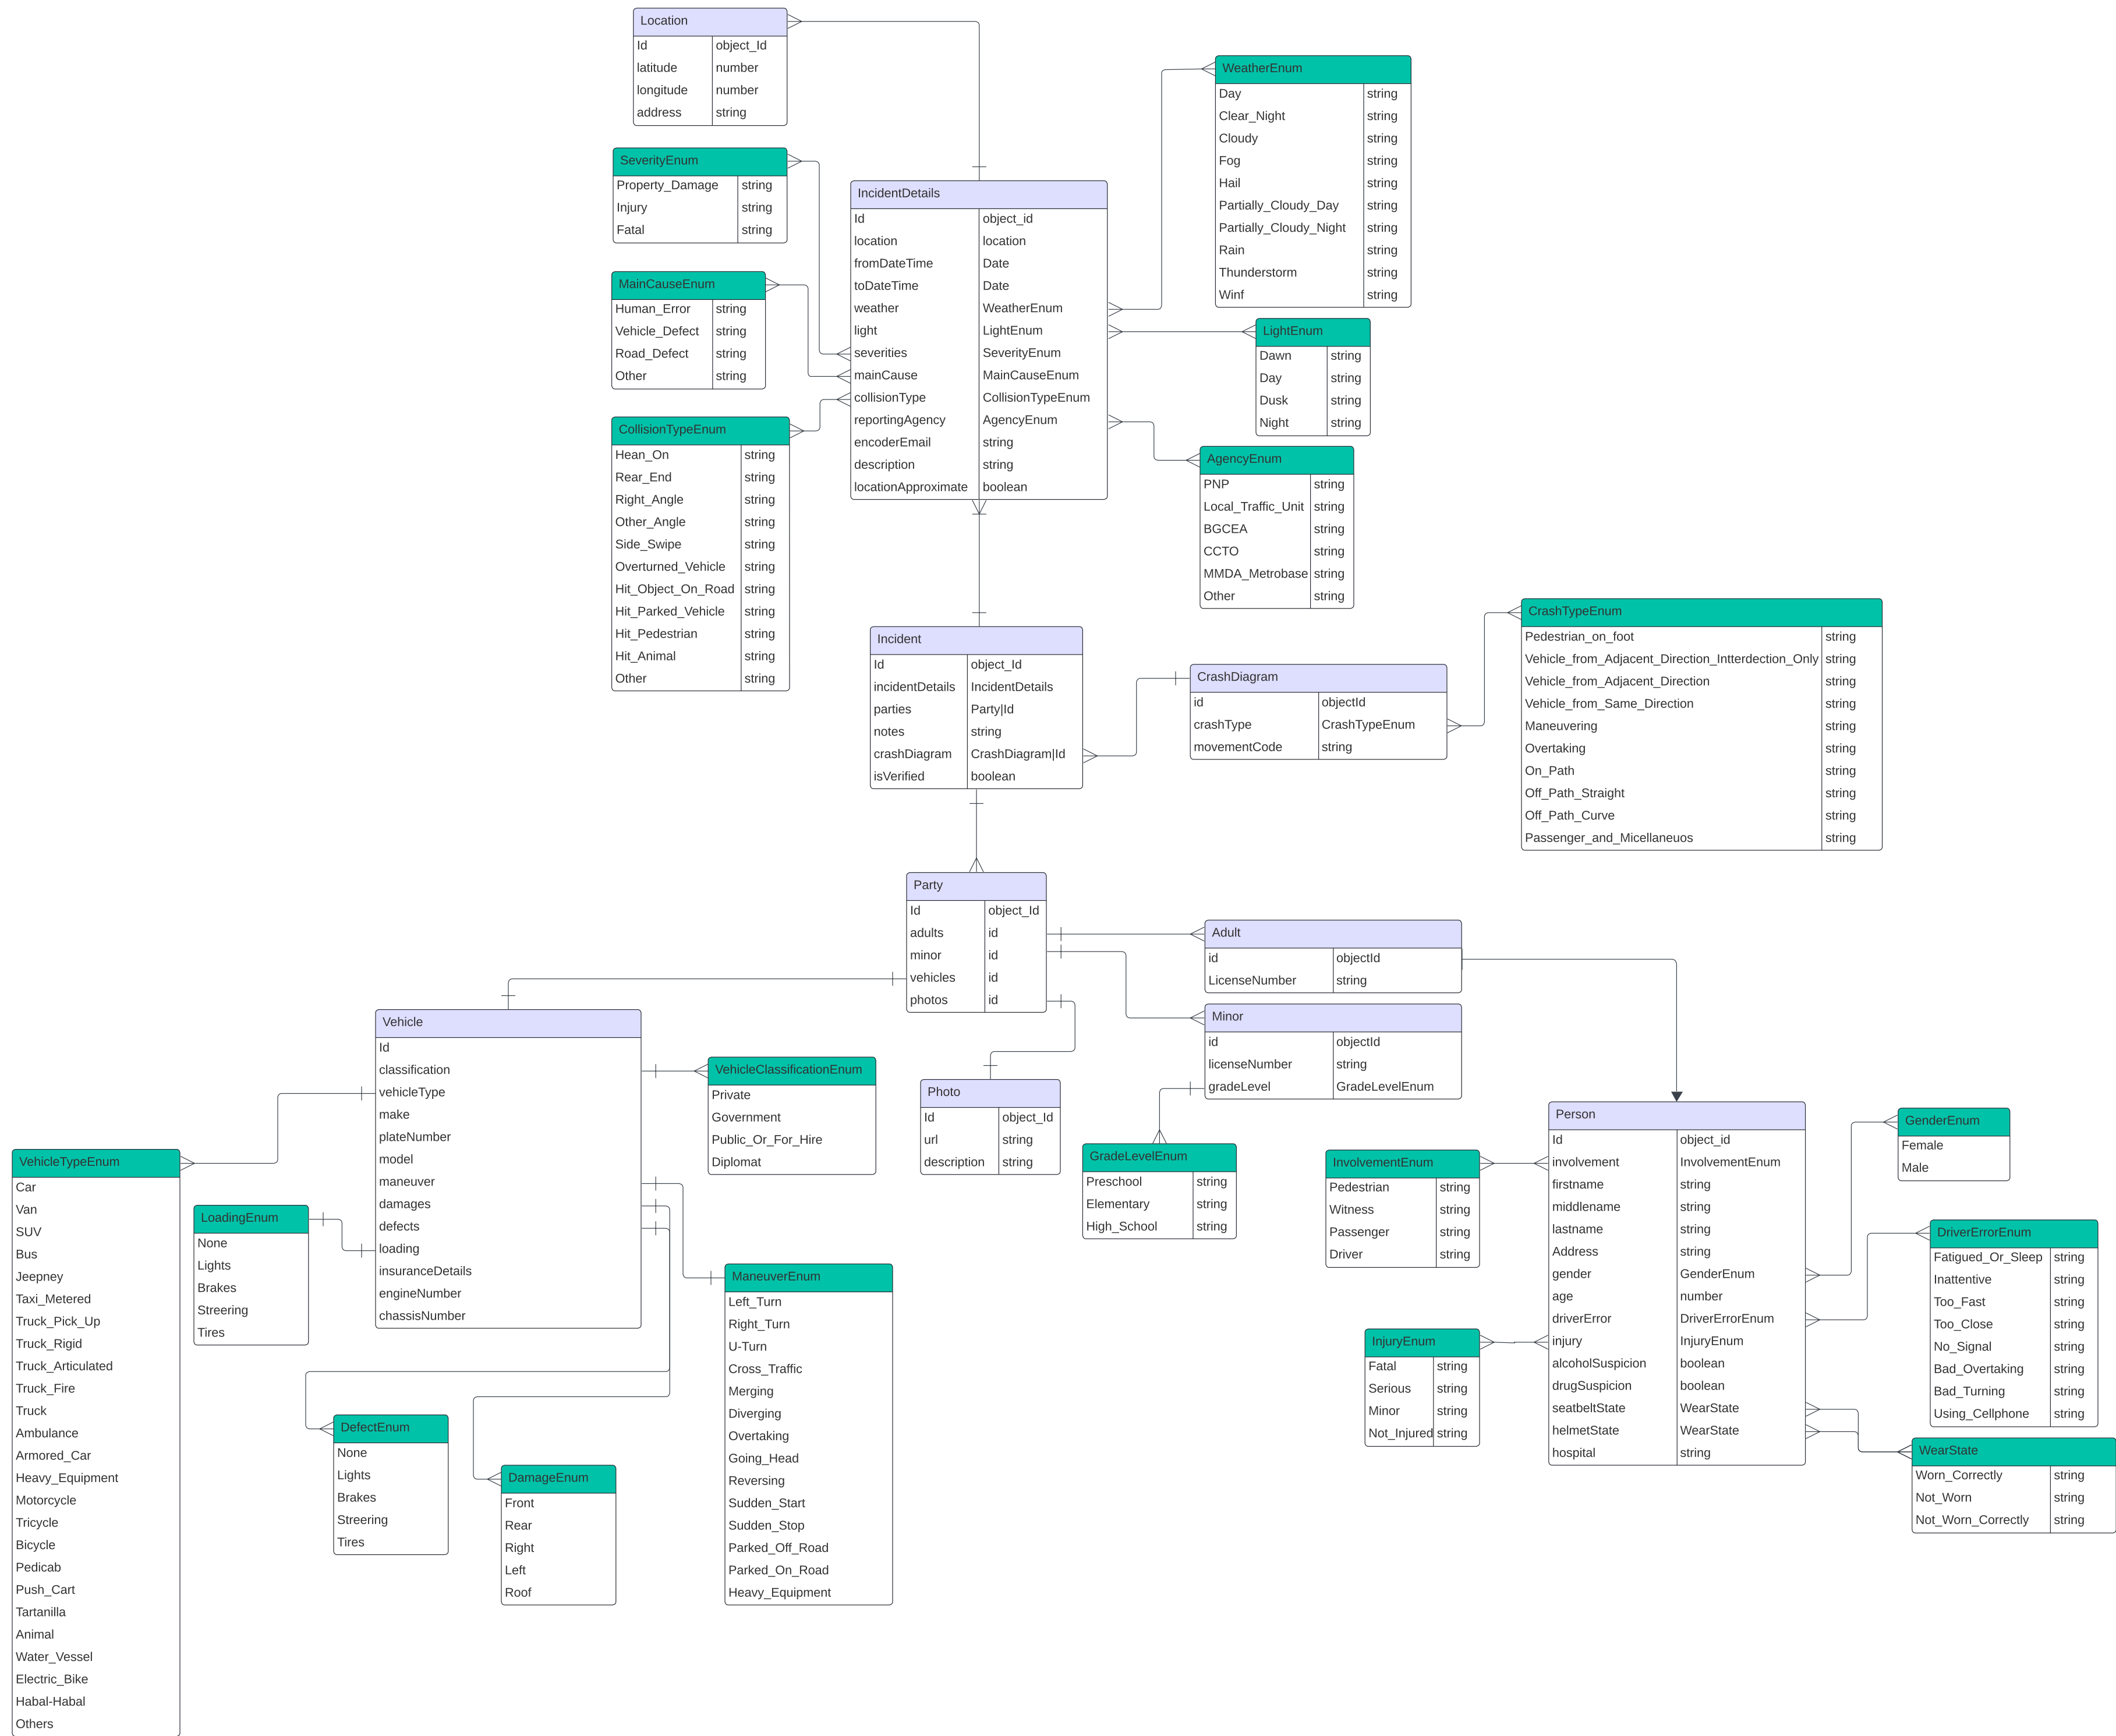 Location
Id object_Id
latitude number
longitude number
address string
WeatherEnum
Day string
Clear_Night string
Cloudy string
Fog string
Hail string
Partially_Cloudy_Day string
Partially_Cloudy_Night string
Rain string
Thunderstorm string
Winf string
SeverityEnum
Property_Damage string
Injury string
Fatal string
IncidentDetails
Id object_id
location location
fromDateTime Date
toDateTime Date
weather WeatherEnum
light LightEnum
severities SeverityEnum
mainCause MainCauseEnum
collisionType CollisionTypeEnum
reportingAgency AgencyEnum
encoderEmail string
description string
locationApproximate boolean
MainCauseEnum
Human_Error string
Vehicle_Defect string
Road_Defect string
Other string
LightEnum
Dawn string
Day string
Dusk string
Night string
CollisionTypeEnum
Hean_On string
Rear_End string
Right_Angle string
Other_Angle string
Side_Swipe string
Overturned_Vehicle string
Hit_Object_On_Road string
Hit_Parked_Vehicle string
Hit_Pedestrian string
Hit_Animal string
Other string
AgencyEnum
PNP string
Local_Traffic_Unit string
BGCEA string
CCTO string
MMDA_Metrobase string
Other string
CrashTypeEnum
Pedestrian_on_foot string
Vehicle_from_Adjacent_Direction_Intterdection_Only string
Vehicle_from_Adjacent_Direction string
Vehicle_from_Same_Direction string
Maneuvering string
Overtaking string
On_Path string
Off_Path_Straight string
Off_Path_Curve string
Passenger_and_Micellaneuos string
Incident
Id object_Id
incidentDetails IncidentDetails
parties Party|Id
notes string
crashDiagram CrashDiagram|Id
isVerified boolean
CrashDiagram
id objectId
crashType CrashTypeEnum
movementCode string
Party
Id object_Id
adults id
minor id
vehicles id
photos id
Adult
id objectId
LicenseNumber string
Minor
id objectId
licenseNumber string
gradeLevel GradeLevelEnum
Vehicle
Id
classification
vehicleType
make
plateNumber
model
maneuver
damages
defects
loading
insuranceDetails
engineNumber
chassisNumber
VehicleClassificationEnum
Private
Government
Public_Or_For_Hire
Diplomat
Photo
Id object_Id
url string
description string
GradeLevelEnum
Preschool string
Elementary string
High_School string
Person
Id object_id
involvement InvolvementEnum
firstname string
middlename string
lastname string
Address string
gender GenderEnum
age number
driverError DriverErrorEnum
injury InjuryEnum
alcoholSuspicion boolean
drugSuspicion boolean
seatbeltState WearState
helmetState WearState
hospital string
GenderEnum
Female
Male
InvolvementEnum
Pedestrian string
Witness string
Passenger string
Driver string
VehicleTypeEnum
Car
Van
SUV
Bus
Jeepney
Taxi_Metered
Truck_Pick_Up
Truck_Rigid
Truck_Articulated
Truck_Fire
Truck
Ambulance
Armored_Car
Heavy_Equipment
Motorcycle
Tricycle
Bicycle
Pedicab
Push_Cart
Tartanilla
Animal
Water_Vessel
Electric_Bike
Habal-Habal
Others
LoadingEnum
None
Lights
Brakes
Streering
Tires
ManeuverEnum
Left_Turn
Right_Turn
U-Turn
Cross_Traffic
Merging
Diverging
Overtaking
Going_Head
Reversing
Sudden_Start
Sudden_Stop
Parked_Off_Road
Parked_On_Road
Heavy_Equipment
DriverErrorEnum
Fatigued_Or_Sleep string
Inattentive string
Too_Fast string
Too_Close string
No_Signal string
Bad_Overtaking string
Bad_Turning string
Using_Cellphone string
InjuryEnum
Fatal string
Serious string
Minor string
Not_Injured string
DefectEnum
None
Lights
Brakes
Streering
Tires
DamageEnum
Front
Rear
Right
Left
Roof
WearState
Worn_Correctly string
Not_Worn string
Not_Worn_Correctly string